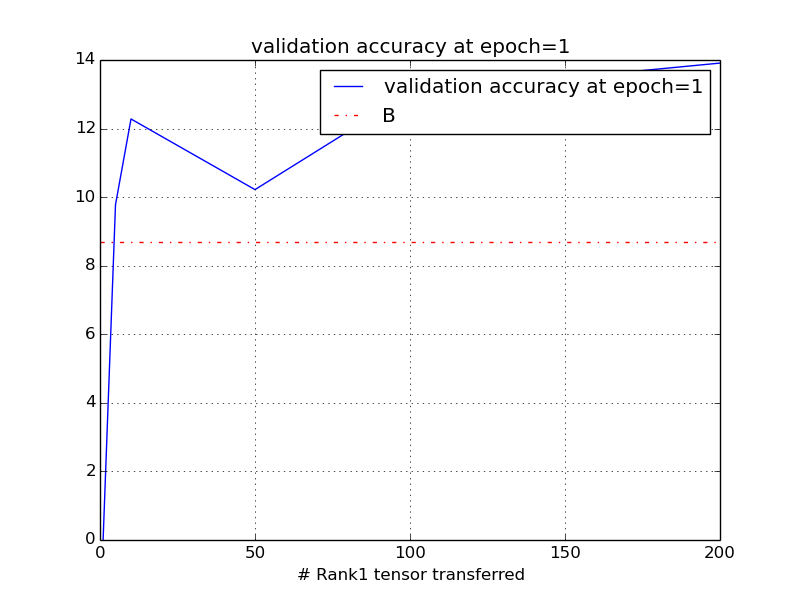 validation accuracy at epoch=1
14
validation accuracy at epoch=1
B
12
10
8
6
4
2
0
0 50 100 150 200
# Rank1 tensor transferred